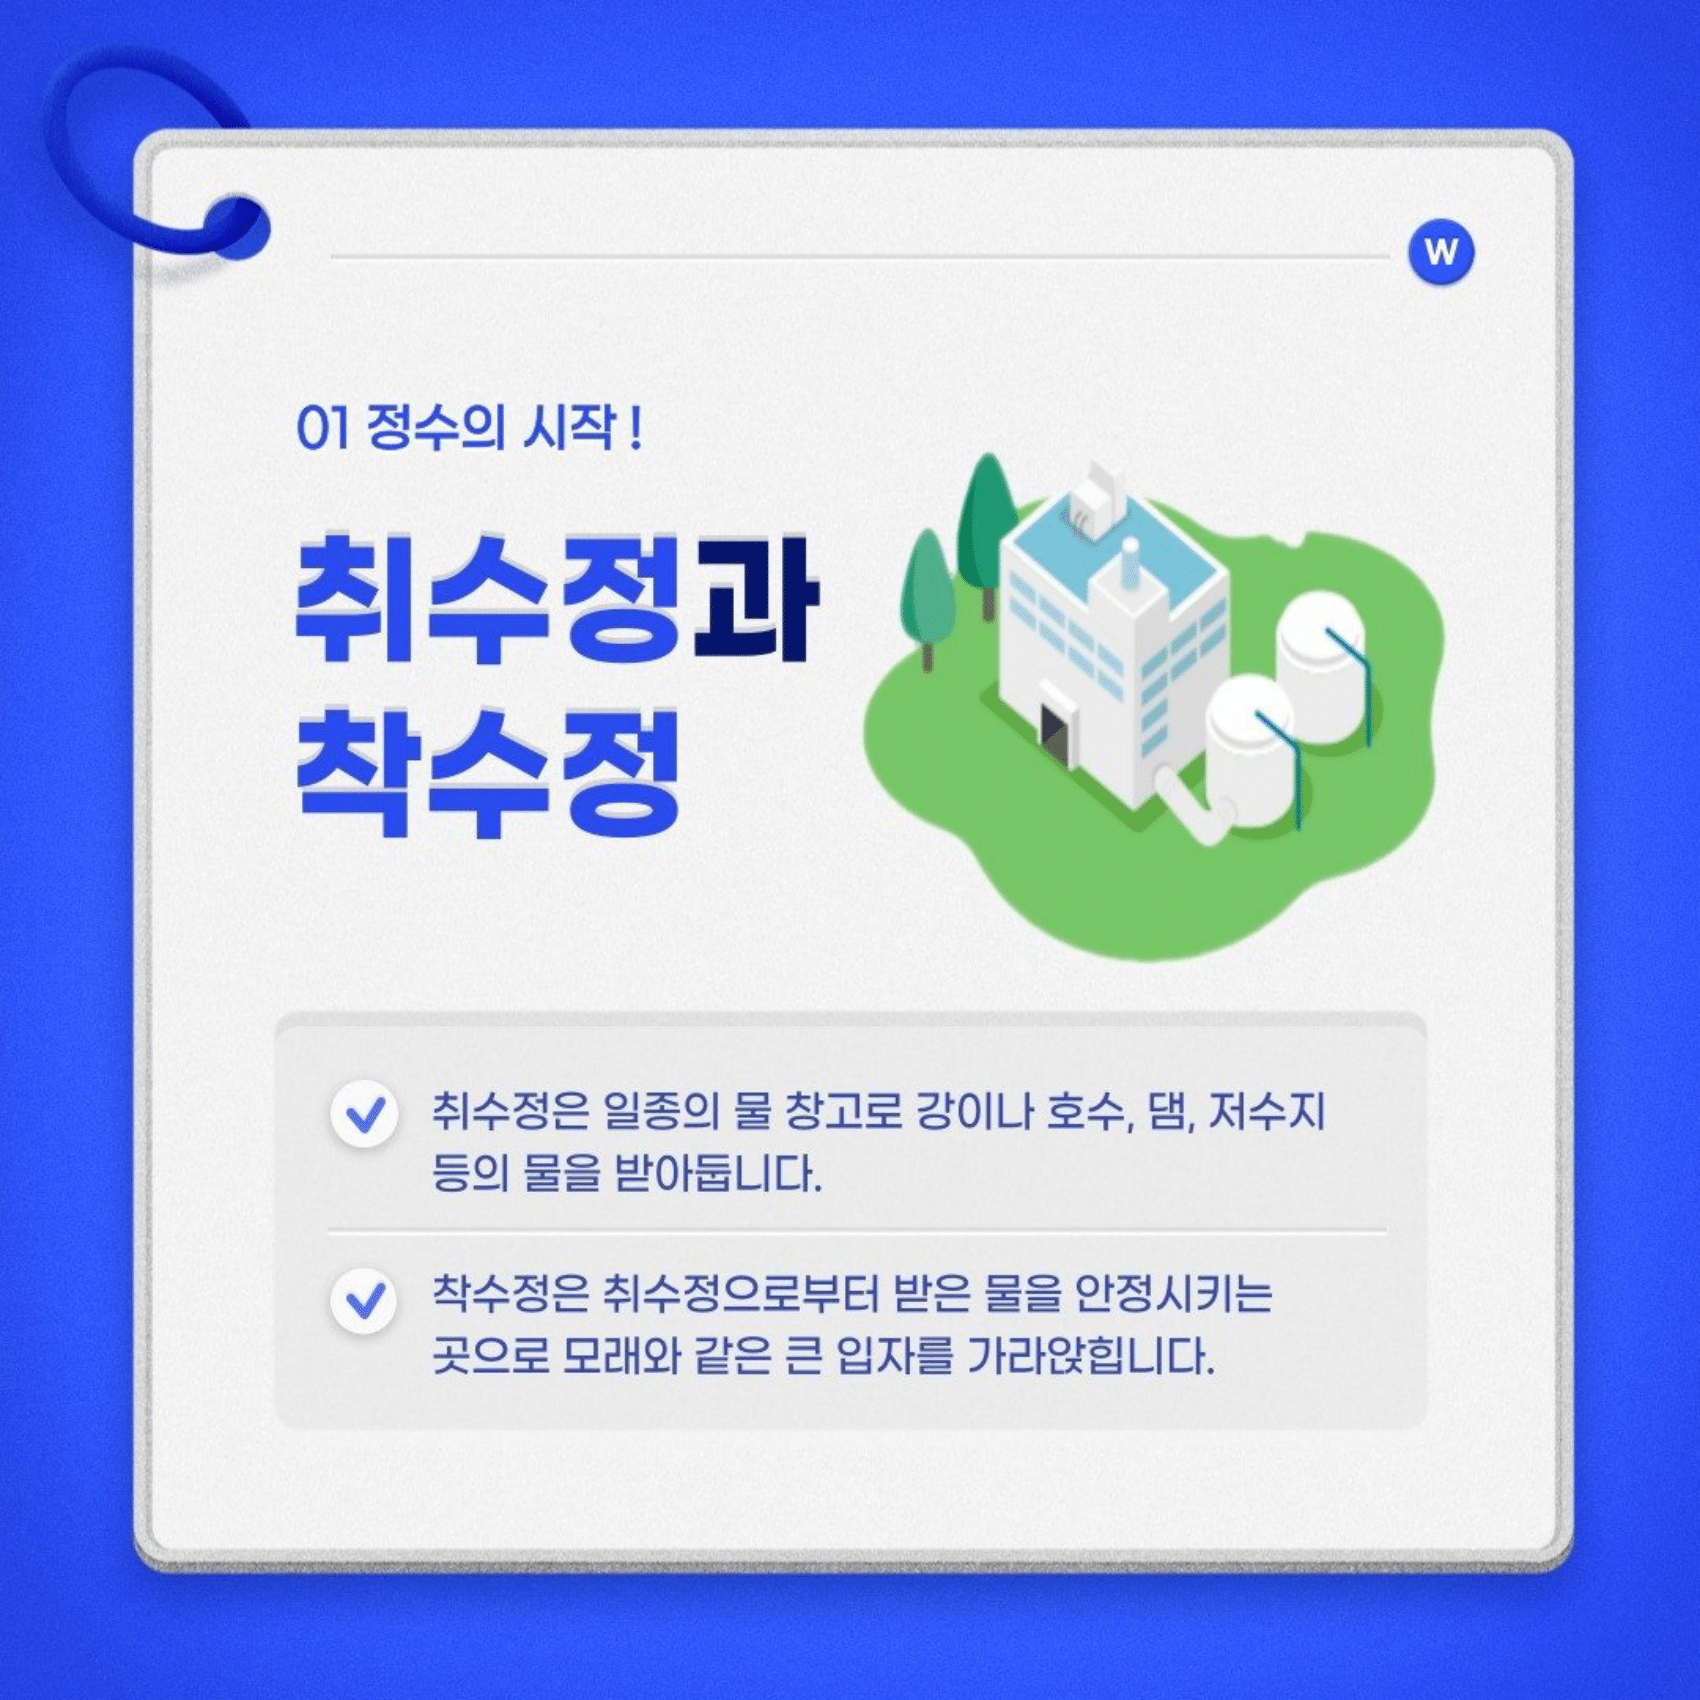 W
01 정수의 시작 !
취수정과
착수정
취수정은 일종의 물 창고로 강이나 호수, 댐, 저수지
등의 물을 받아둡니다.
착수정은 취수정으로부터 받은 물을 안정시키는
곳으로 모래와 같은 큰 입자를 가라앉힙니다.